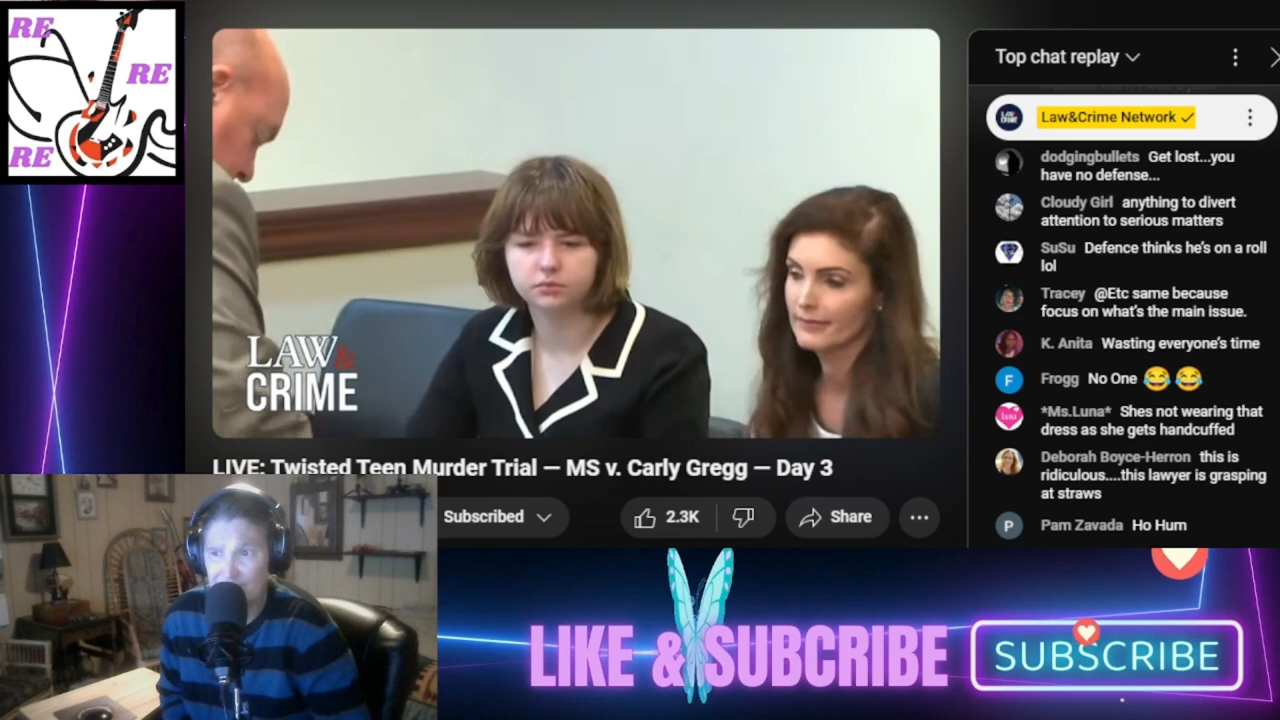 RE
RE
RE
LAW&
CRIME
LIVE: Twisted Teen Murder Trial — MS v. Carly Gregg — Day 3
Subscribed
2.3K
Share
Top chat replay
LAW&
CRIME
Law&Crime Network
dodgingbullets Get lost...you
have no defense...
Cloudy Girl anything to divert
attention to serious matters
SuSu Defence thinks he's on a roll
lol
Tracey @Etc same because
focus on what's the main issue.
K. Anita Wasting everyone's time
F
Frogg No One 😂😂
*Ms.Luna* Shes not wearing that
dress as she gets handcuffed
Deborah Boyce-Herron this is
ridiculous....this lawyer is grasping
at straws
P
Pam Zavada Ho Hum
LIKE & SUBCRIBE
SUBSCRIBE